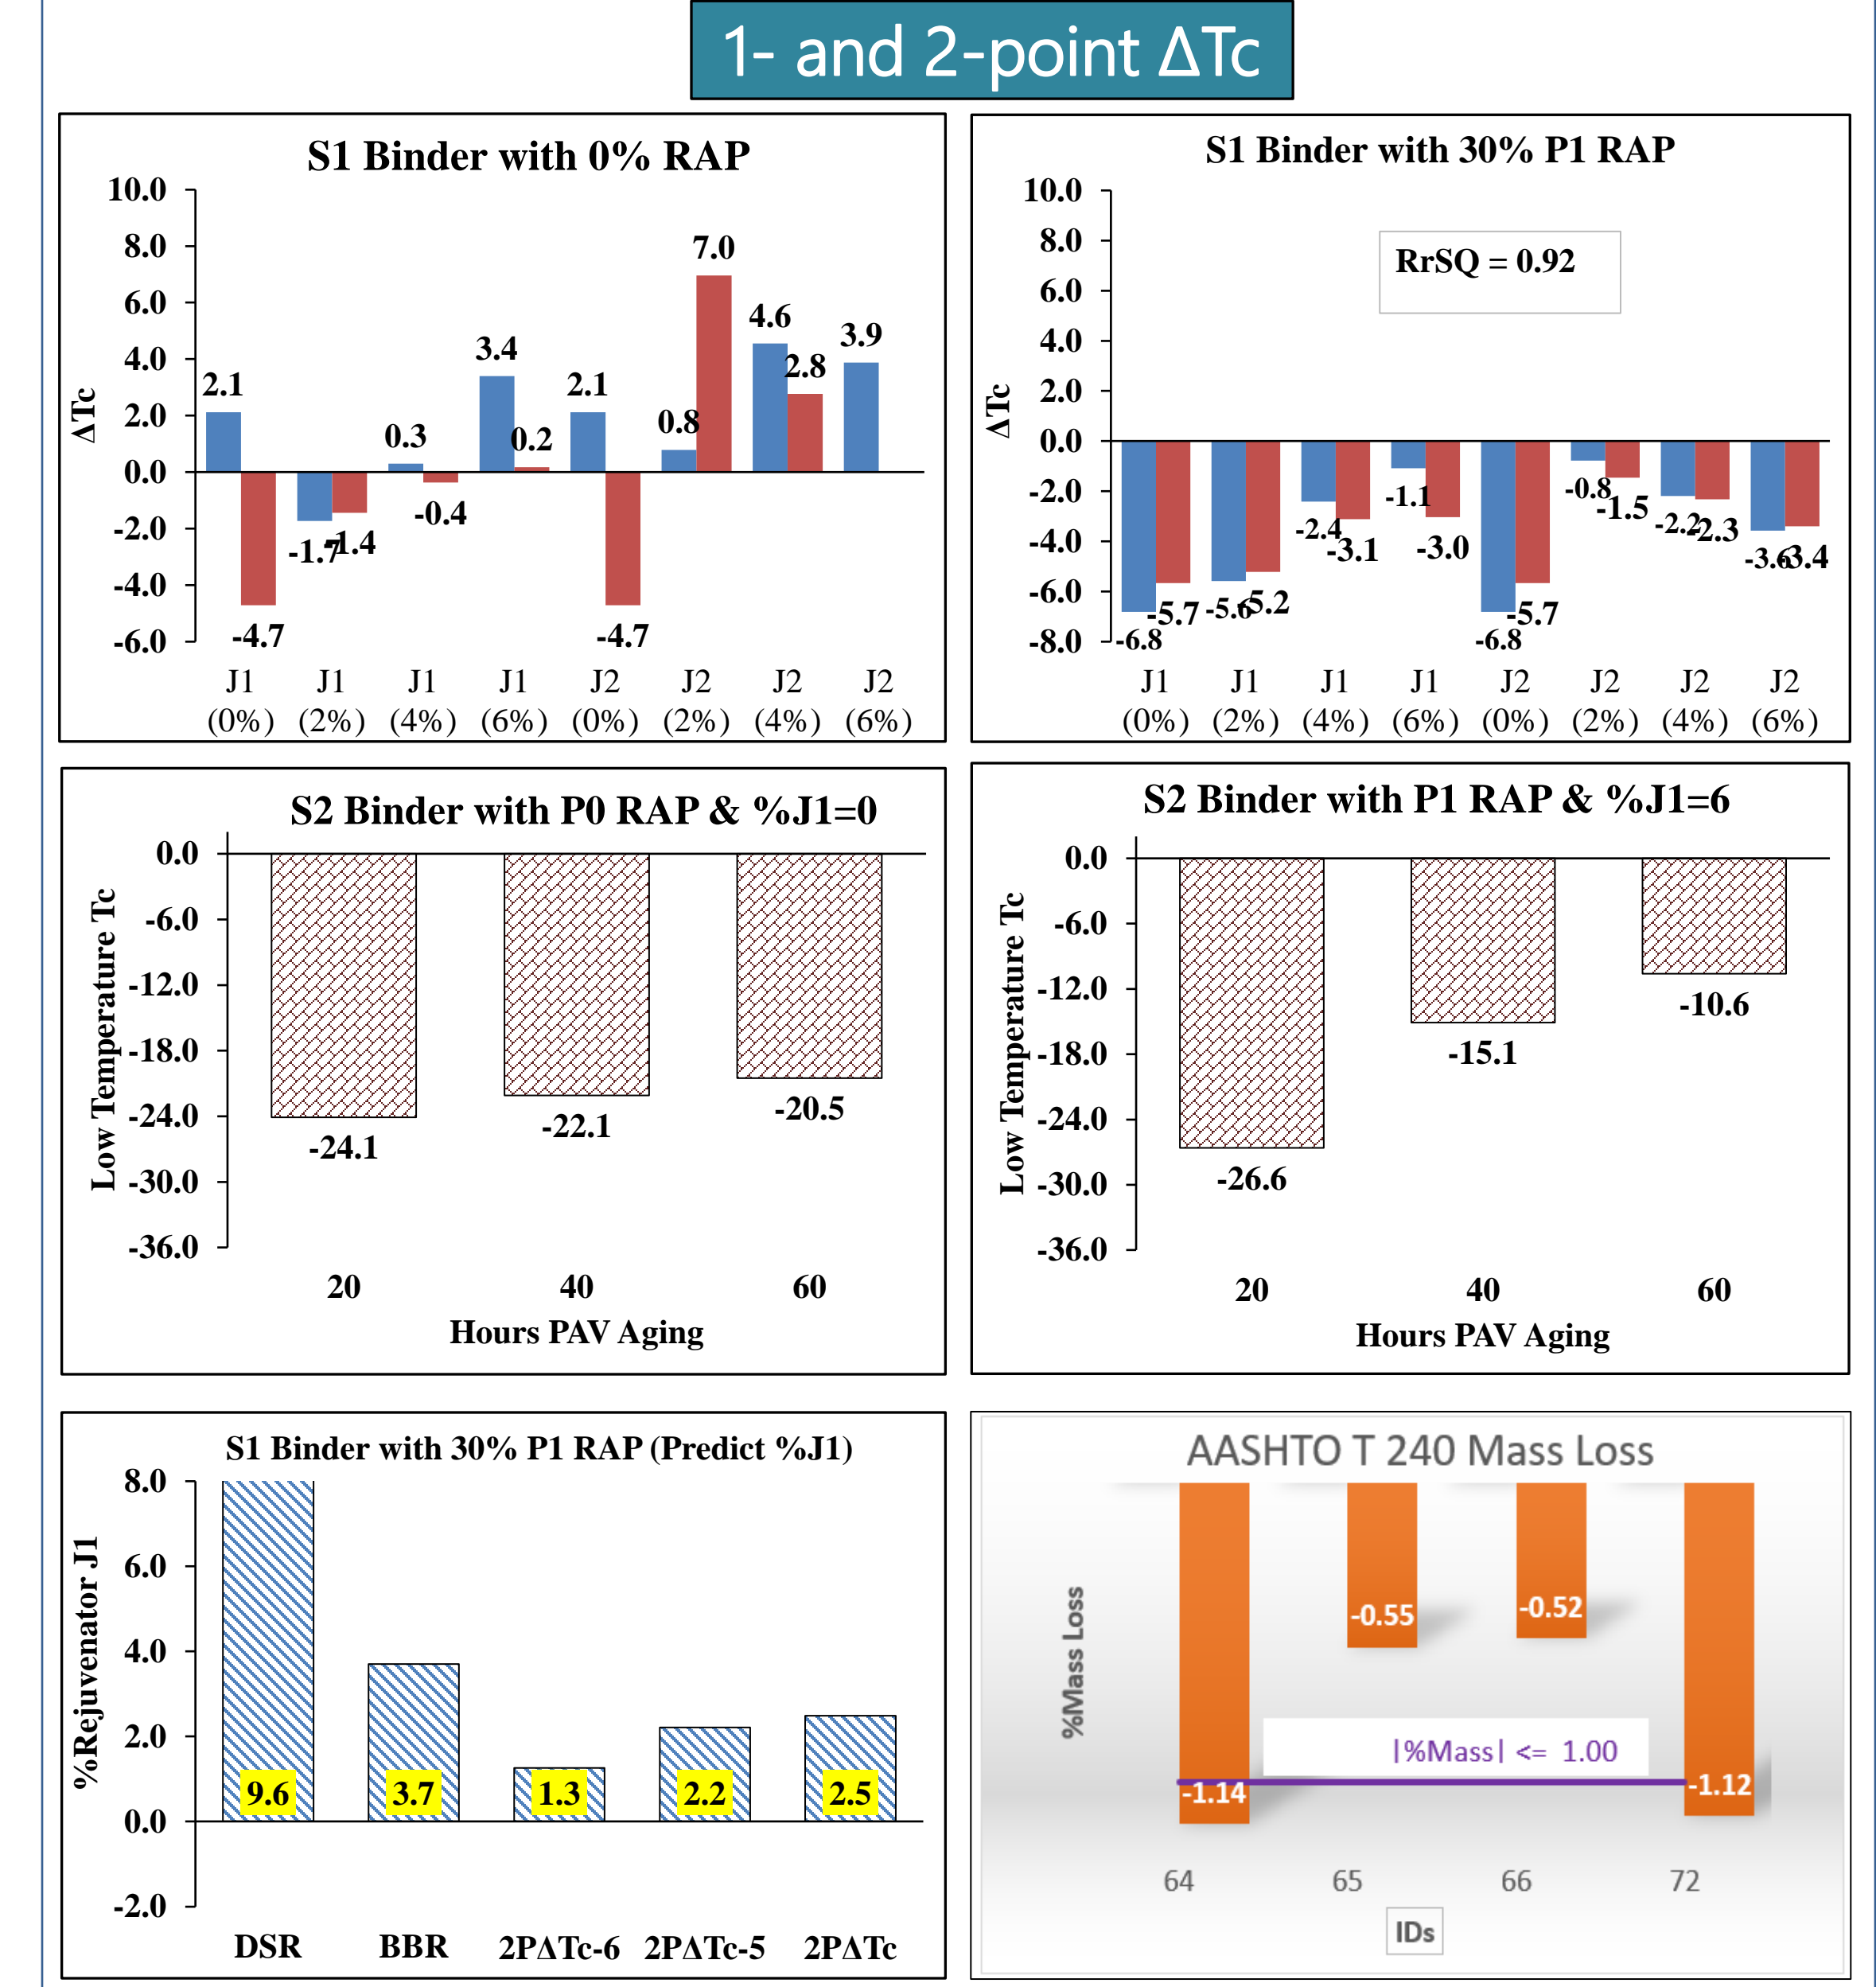 1- and 2-point ΔTc
S1 Binder with 0% RAP
10.0
8.0
6.0
4.0
2.0
0.0
-2.0
-4.0
-6.0
ΔTc
2.1
-4.7
-1.7
-1.4
0.3
-0.4
3.4
0.2
2.1
-4.7
0.8
7.0
4.6
2.8
3.9
J1 J1 J1 J1 J2 J2 J2 J2
(0%) (2%) (4%) (6%) (0%) (2%) (4%) (6%)
S1 Binder with 30% P1 RAP
RrSQ = 0.92
10.0
8.0
6.0
4.0
2.0
0.0
-2.0
-4.0
-6.0
-8.0
ΔTc
-6.8
-5.7
-5.6
-5.2
-2.4
-3.1
-1.1
-3.0
-6.8
-5.7
-0.8
-1.5
-2.2
-2.3
-3.6
-3.4
J1 J1 J1 J1 J2 J2 J2 J2
(0%) (2%) (4%) (6%) (0%) (2%) (4%) (6%)
S2 Binder with P0 RAP & %J1=0
0.0
-6.0
-12.0
-18.0
-24.0
-30.0
-36.0
Low Temperature Tc
-24.1
-22.1
-20.5
20 40 60
Hours PAV Aging
S2 Binder with P1 RAP & %J1=6
0.0
-6.0
-12.0
-18.0
-24.0
-30.0
-36.0
Low Temperature Tc
-26.6
-15.1
-10.6
20 40 60
Hours PAV Aging
S1 Binder with 30% P1 RAP (Predict %J1)
8.0
6.0
4.0
2.0
0.0
-2.0
%Rejuvenator J1
9.6 3.7 1.3 2.2 2.5
DSR BBR 2PΔTc-6 2PΔTc-5 2PΔTc
AASHTO T 240 Mass Loss
%Mass Loss
-0.55
-0.52
|%Mass| <= 1.00
-1.14
-1.12
64 65 66 72
IDs